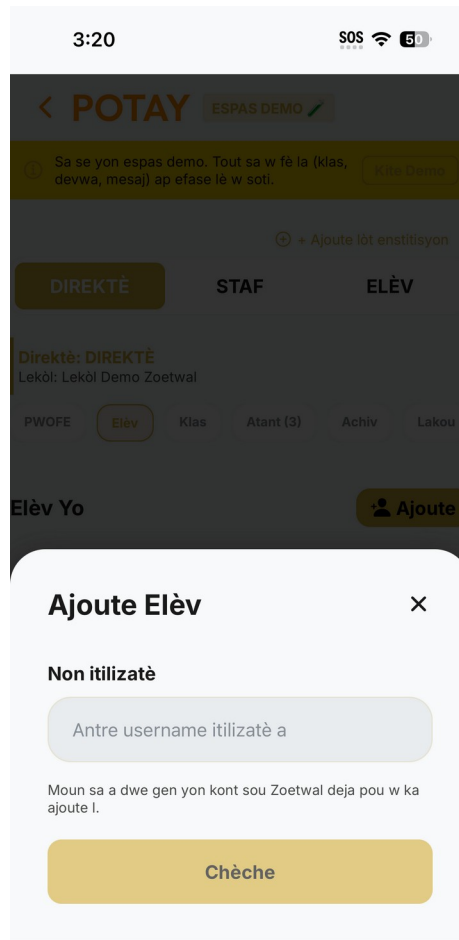 3:20
SOS
50
POTAY
ESPAS DEMO
Sa se yon espas demo. Tout sa w fè la (klas,
devwa, mesaj) ap efase lè w soti.
Kite Demo
+ Ajoute lòt enstitisyon
DIREKTÈ
STAF
ELÈV
Direktè: DIREKTÈ
Lekòl: Lekòl Demo Zoetwal
PWOFE
Elèv
Klas
Atant (3)
Achiv
Lakou
Elèv Yo
Ajoute
Ajoute Elèv
Non itilizatè
Antre username itilizatè a
Moun sa a dwe gen yon kont sou Zoetwal deja pou w ka
ajoute l.
Chèche